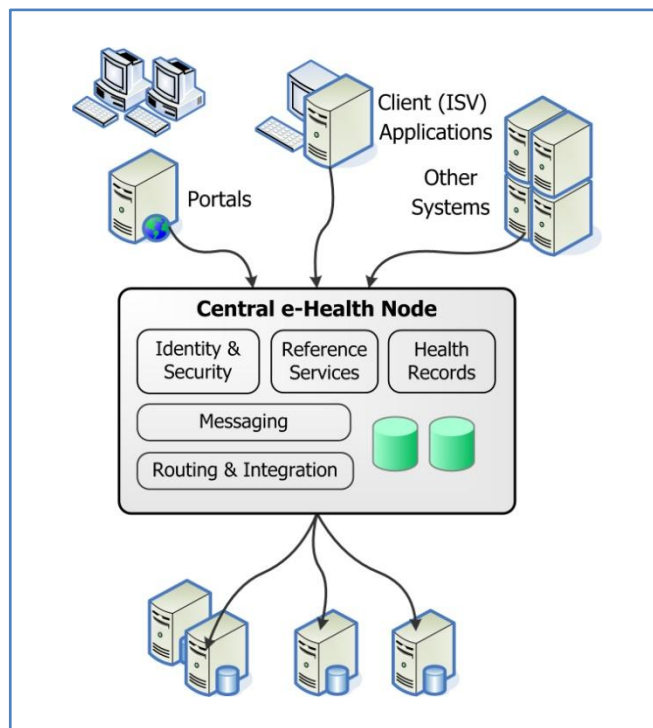 Client (ISV)
Applications
Portals
Other
Systems
Central e-Health Node
Identity &
Security
Reference
Services
Health
Records
Messaging
Routing & Integration